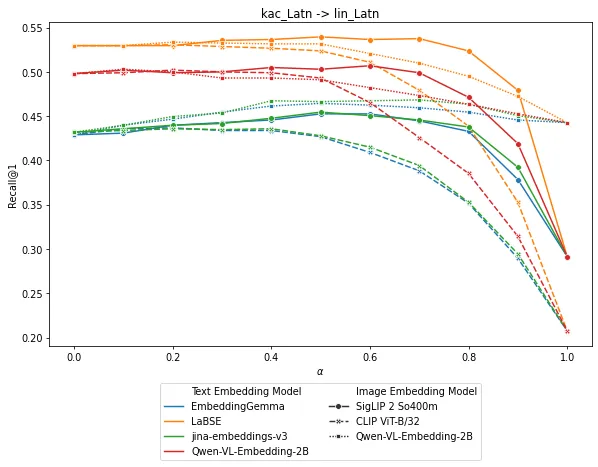 kac_Latn -> lin_Latn
Recall@1
0.55
0.50
0.45
0.40
0.35
0.30
0.25
0.20
0.0 0.2 0.4 0.6 0.8 1.0
α
Text Embedding Model Image Embedding Model
EmbeddingGemma SigLIP 2 So400m
LaBSE CLIP ViT-B/32
jina-embeddings-v3 Qwen-VL-Embedding-2B
Qwen-VL-Embedding-2B